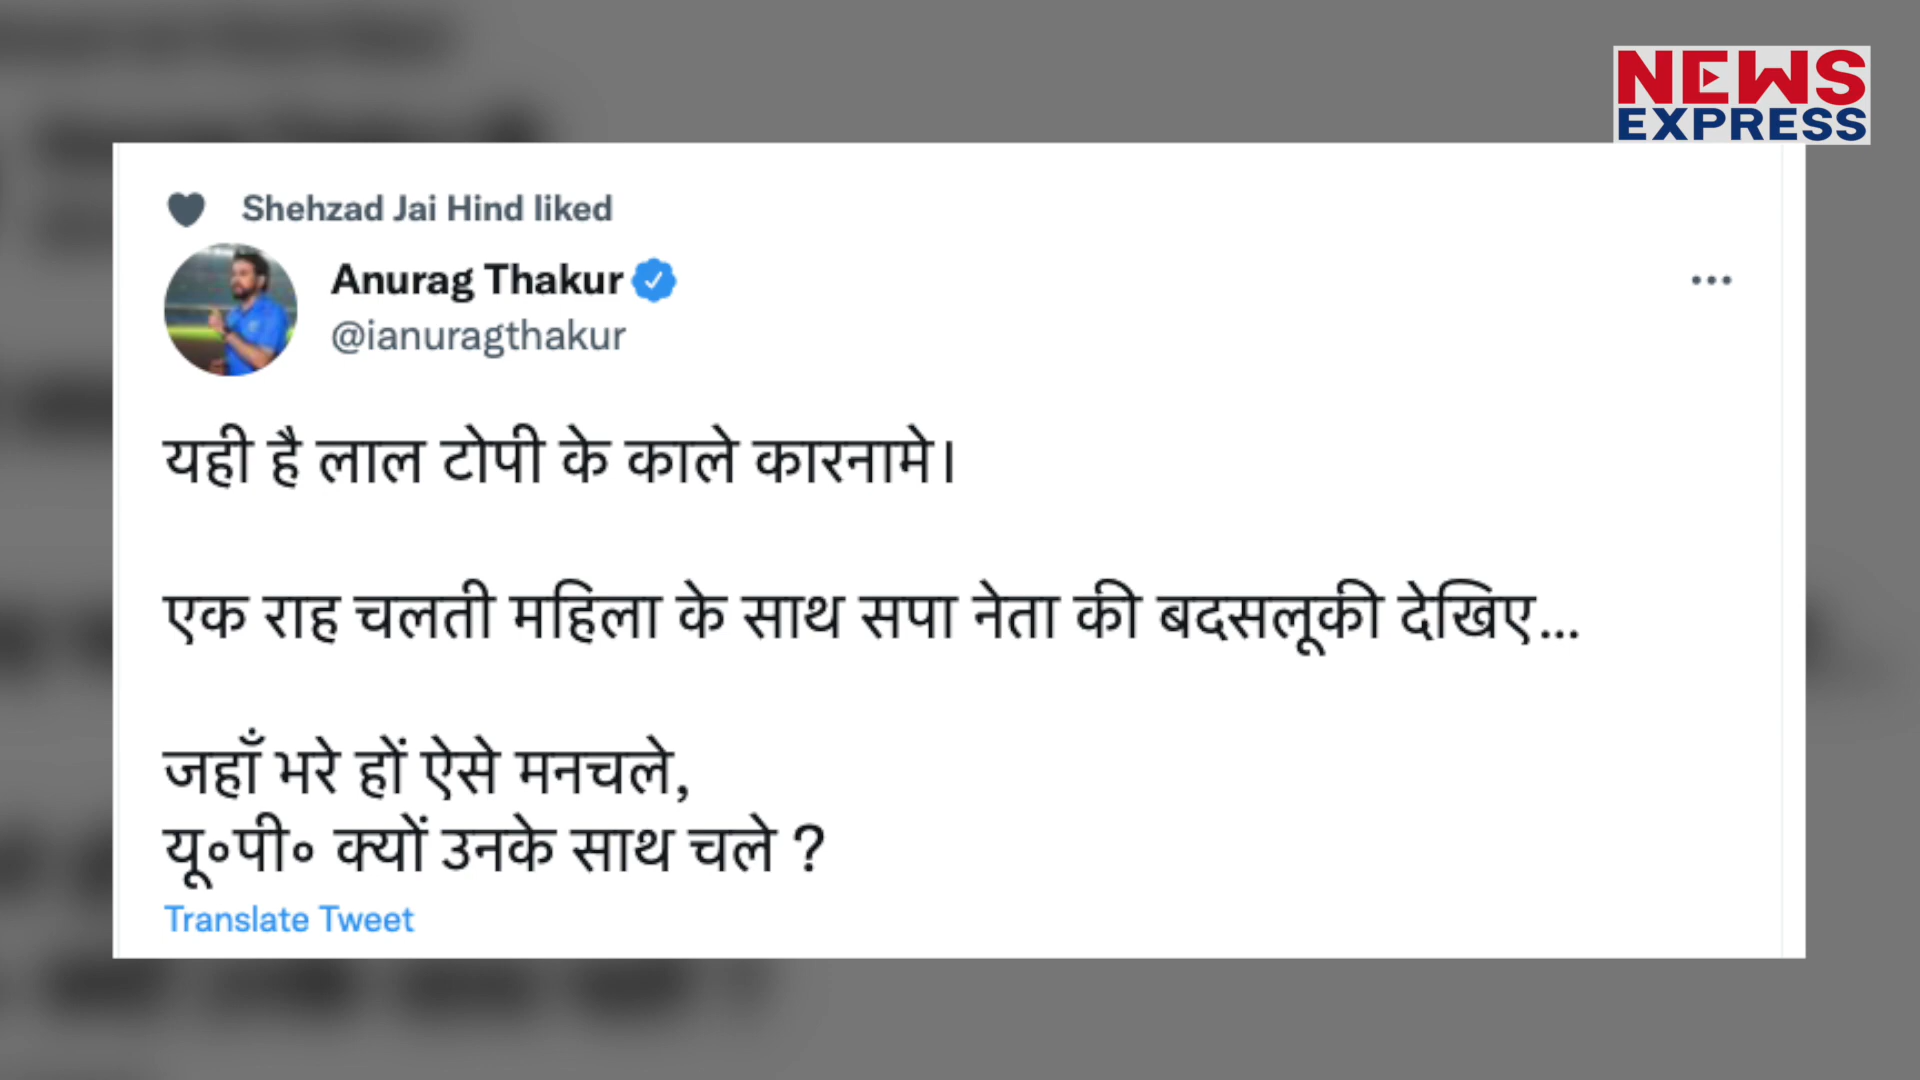 NEWS
EXPRESS
Shehzad Jai Hind liked
Anurag Thakur
@ianuragthakur
यही है लाल टोपी के काले कारनामे।
एक राह चलती महिला के साथ सपा नेता की बदसलूकी देखिए...
जहाँ भरे हों ऐसे मनचले,
यू॰पी॰ क्यों उनके साथ चले ?
Translate Tweet